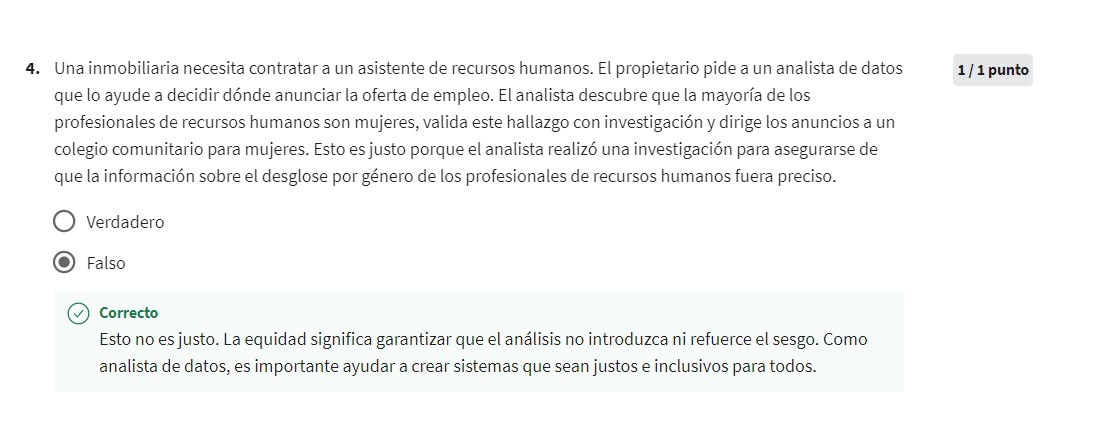 4. Una inmobiliaria necesita contratar a un asistente de recursos humanos. El propietario pide a un analista de datos
1 / 1 punto
que lo ayude a decidir dónde anunciar la oferta de empleo. El analista descubre que la mayoría de los
profesionales de recursos humanos son mujeres, valida este hallazgo con investigación y dirige los anuncios a un
colegio comunitario para mujeres. Esto es justo porque el analista realizó una investigación para asegurarse de
que la información sobre el desglose por género de los profesionales de recursos humanos fuera preciso.
Verdadero
Falso
Correcto
Esto no es justo. La equidad significa garantizar que el análisis no introduzca ni refuerce el sesgo. Como
analista de datos, es importante ayudar a crear sistemas que sean justos e inclusivos para todos.